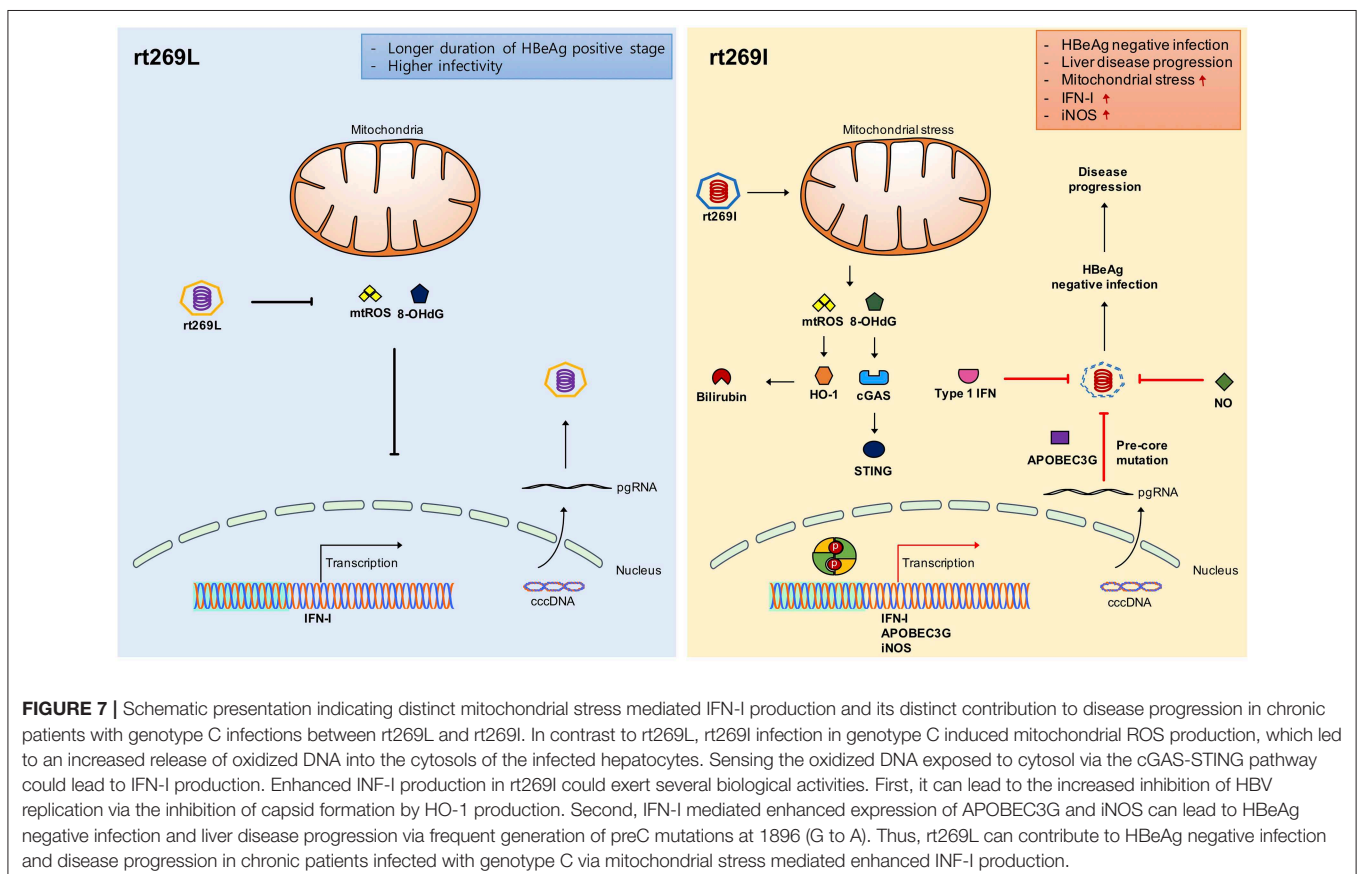 rt269L
- Longer duration of HBeAg positive stage
- Higher infectivity
Mitochondria
rt269L
mtROS
8-OHdG
pgRNA
Nucleus
Transcription
cccDNA
IFN-I
rt269I
- HBeAg negative infection
- Liver disease progression
- Mitochondrial stress ↑
- IFN-I ↑
- iNOS ↑
Mitochondrial stress
rt269I
Disease
progression
HBeAg
negative infection
mtROS
8-OHdG
Bilirubin
HO-1
cGAS
Type 1 IFN
NO
STING
APOBEC3G
Pre-core
mutation
pgRNA
P
P
Transcription
Nucleus
cccDNA
IFN-I
APOBEC3G
iNOS
FIGURE 7 | Schematic presentation indicating distinct mitochondrial stress mediated IFN-I production and its distinct contribution to disease progression in chronic
patients with genotype C infections between rt269L and rt269I. In contrast to rt269L, rt269I infection in genotype C induced mitochondrial ROS production, which led
to an increased release of oxidized DNA into the cytosols of the infected hepatocytes. Sensing the oxidized DNA exposed to cytosol via the cGAS-STING pathway
could lead to IFN-I production. Enhanced INF-I production in rt269I could exert several biological activities. First, it can lead to the increased inhibition of HBV
replication via the inhibition of capsid formation by HO-1 production. Second, IFN-I mediated enhanced expression of APOBEC3G and iNOS can lead to HBeAg
negative infection and liver disease progression via frequent generation of preC mutations at 1896 (G to A). Thus, rt269L can contribute to HBeAg negative infection
and disease progression in chronic patients infected with genotype C via mitochondrial stress mediated enhanced INF-I production.